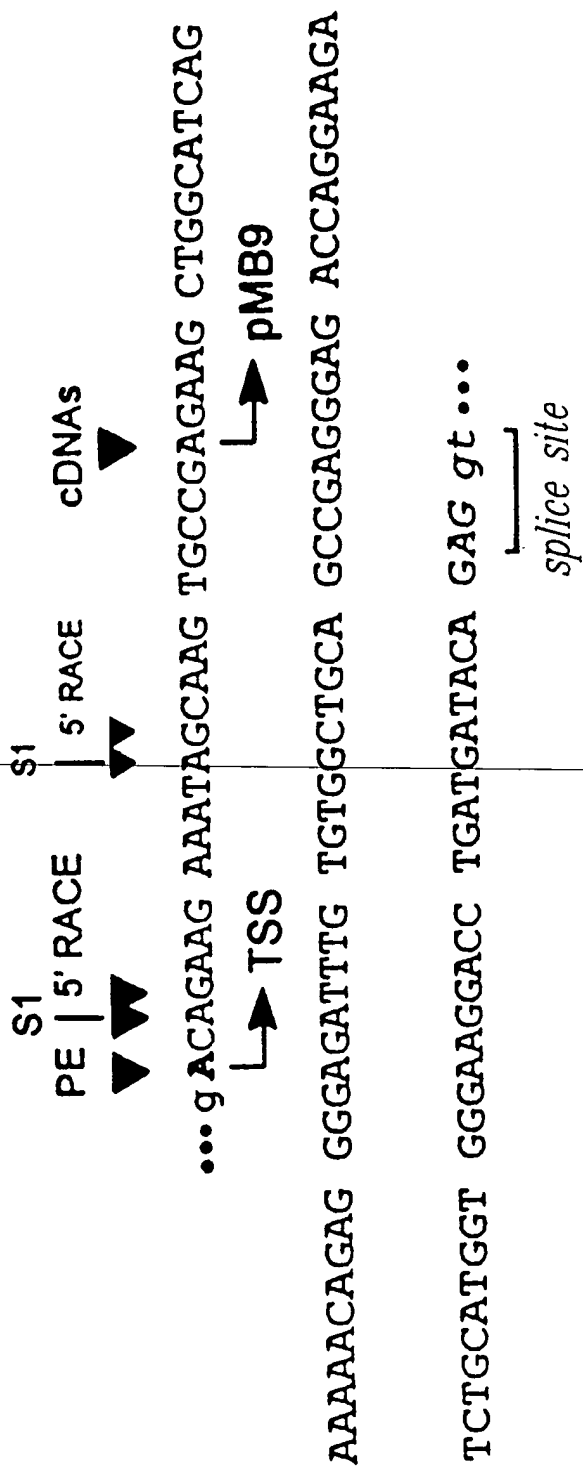 S1 S1
PE 5' RACE 5' RACE cDNAs
•••g ACAGAAG AAATAGCAAG TGCCGAGAAG CTGGCATCAG
TSS pMB9
AAAAACAGAG GGGAGATTTG TGTGGCTGCA GCCGAGGGAG ACCAGGAAGA
TCTGCATGGT GGGAAGGACC TGATGATACA GAG gt •••
splice site